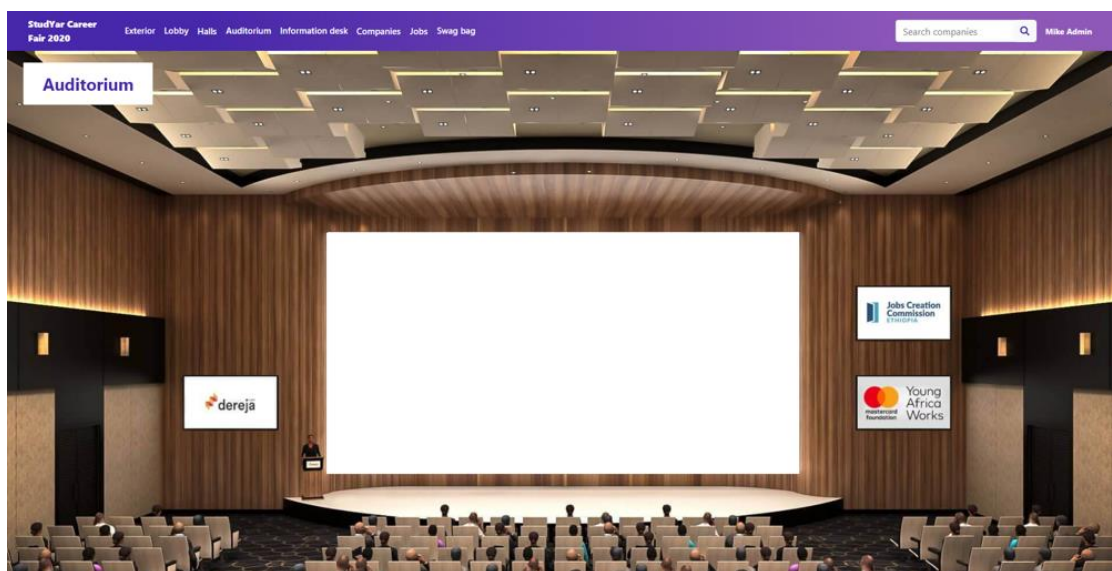 StudYar Career
Fair 2020
Exterior Lobby Halls Auditorium Information desk Companies Jobs Swag bag
Search companies
Mike Admin
Auditorium
Jobs Creation
Commission
ETHIOPIA
dereja
Young
Africa
Works
mastercard
foundation